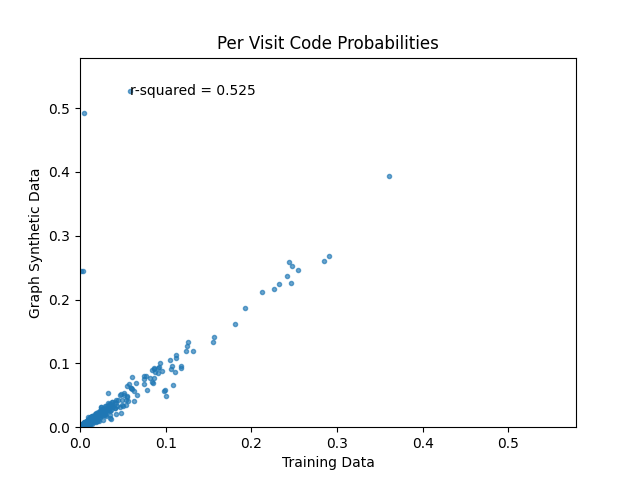 Per Visit Code Probabilities
r-squared = 0.525
Graph Synthetic Data
0.5
0.4
0.3
0.2
0.1
0.0
0.0 0.1 0.2 0.3 0.4 0.5
Training Data